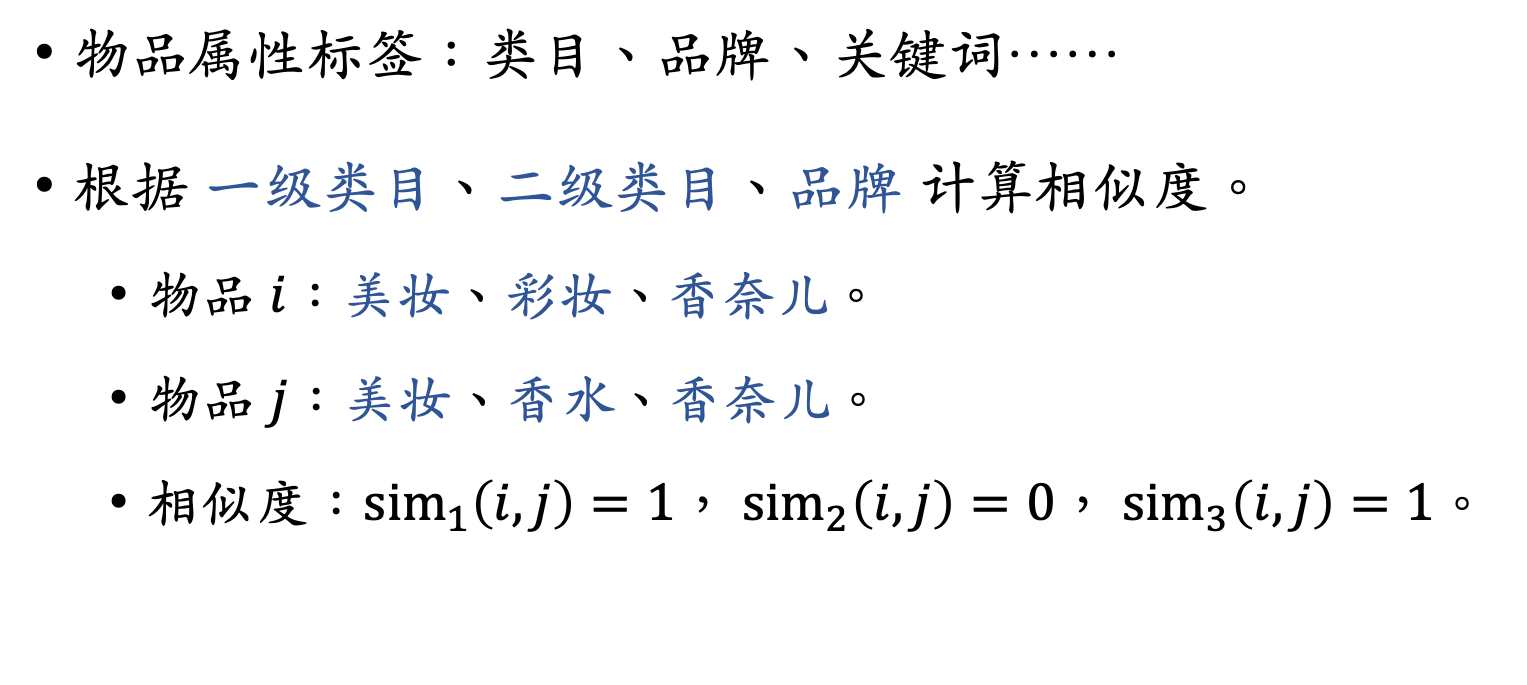 • 物品属性标签：类目、品牌、关键词……
• 根据 一级类目、二级类目、品牌 计算相似度。
• 物品 i：美妆、彩妆、香奈儿。
• 物品 j：美妆、香水、香奈儿。
• 相似度：sim₁(i,j) = 1， sim₂(i,j) = 0， sim₃(i,j) = 1。